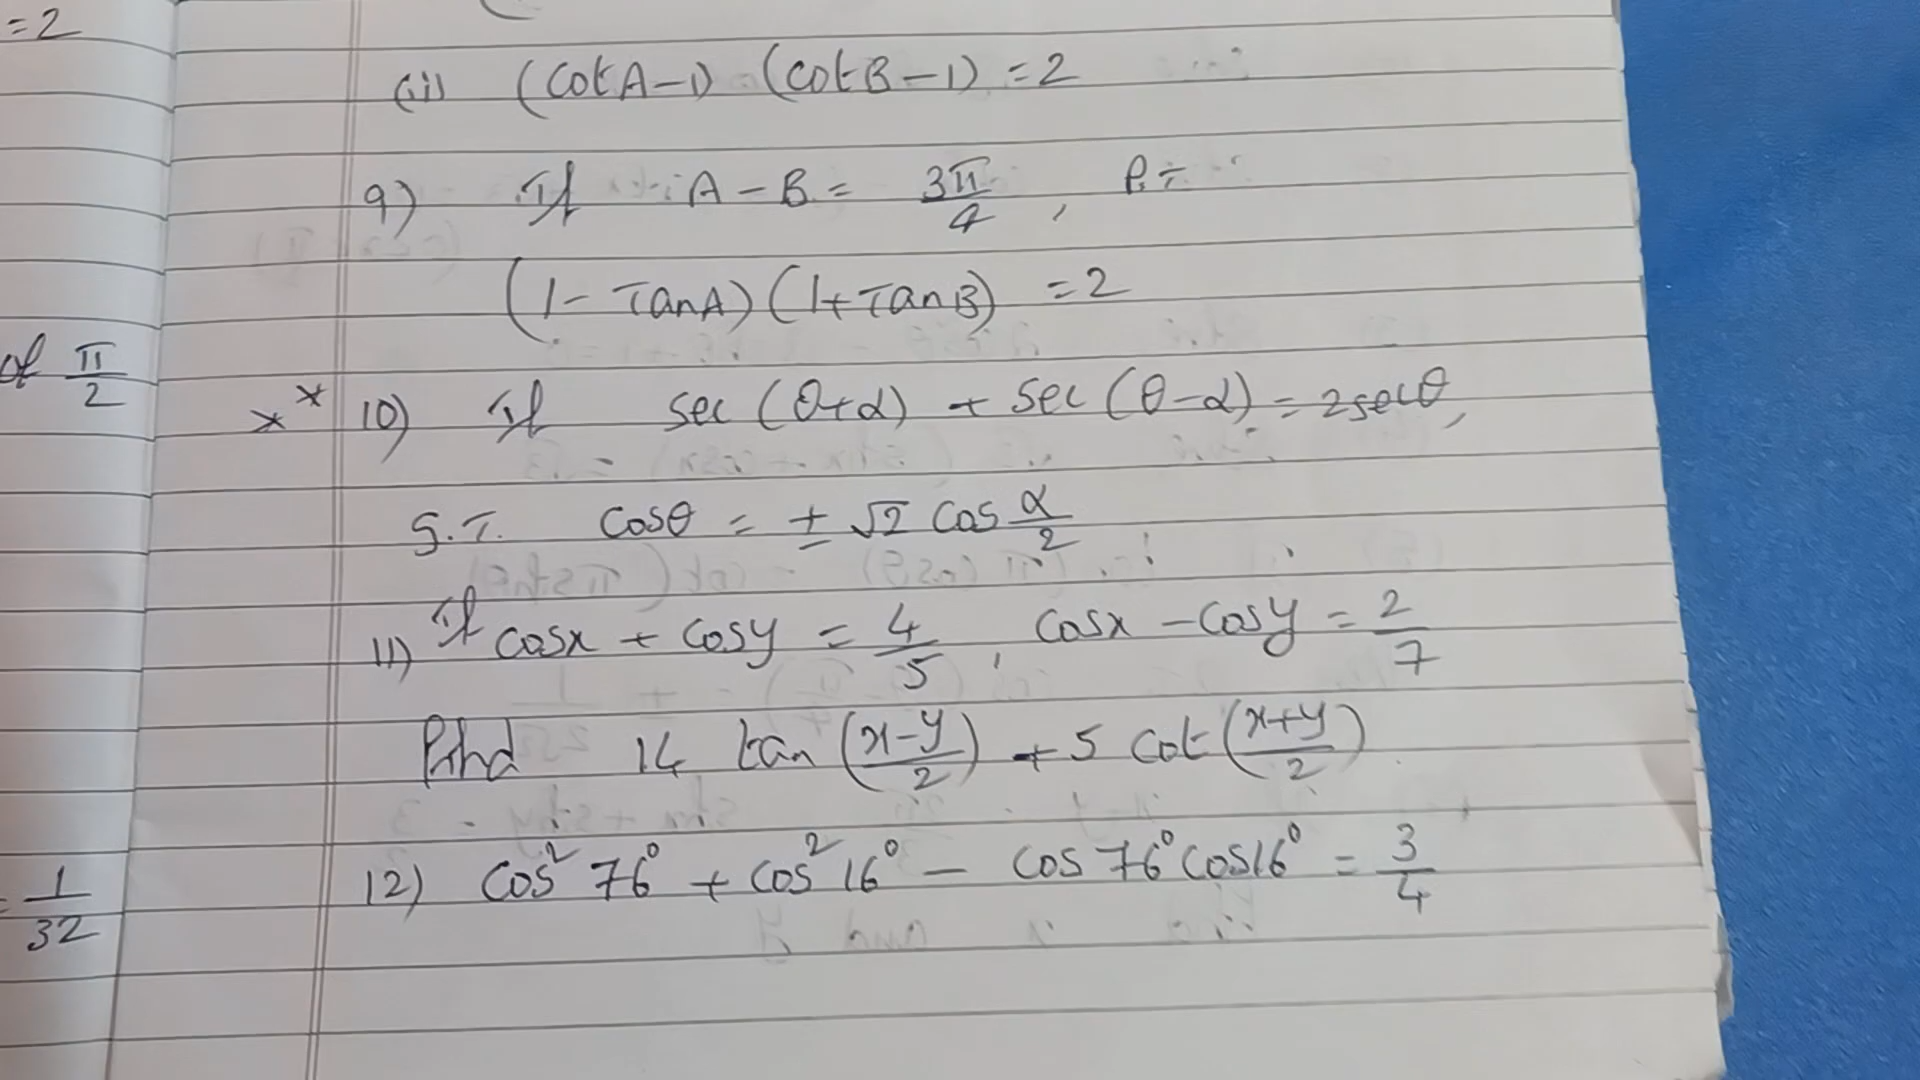 =2
(ii) (cotA-1) (cotB-1) =2
9) If A - B = 3π/4, P.T
(1- TanA) (1+TanB) =2
of π/2
** 10) If sec (θ+α) + sec (θ-α) = 2secθ,
S.T. cosθ = ± √2 cos α/2
11) If cosx + cosy = 4/5, cosx - cosy = 2/7
Find 14 tan (x-y/2) + 5 cot (x+y/2)
= 1/32
12) cos²76° + cos²16° - cos76°cos16° = 3/4